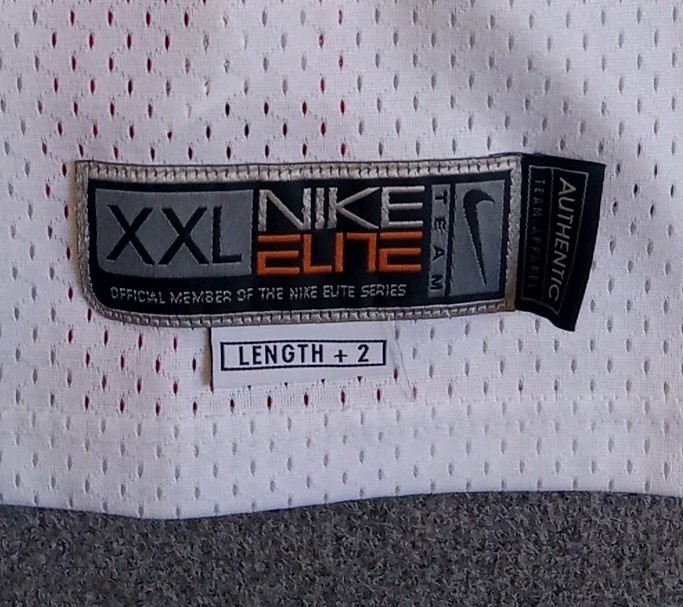 XXL
NIKE
ELITE
TEAM
OFFICIAL MEMBER OF THE NIKE ELITE SERIES
AUTHENTIC
TEAM APPAREL
LENGTH + 2